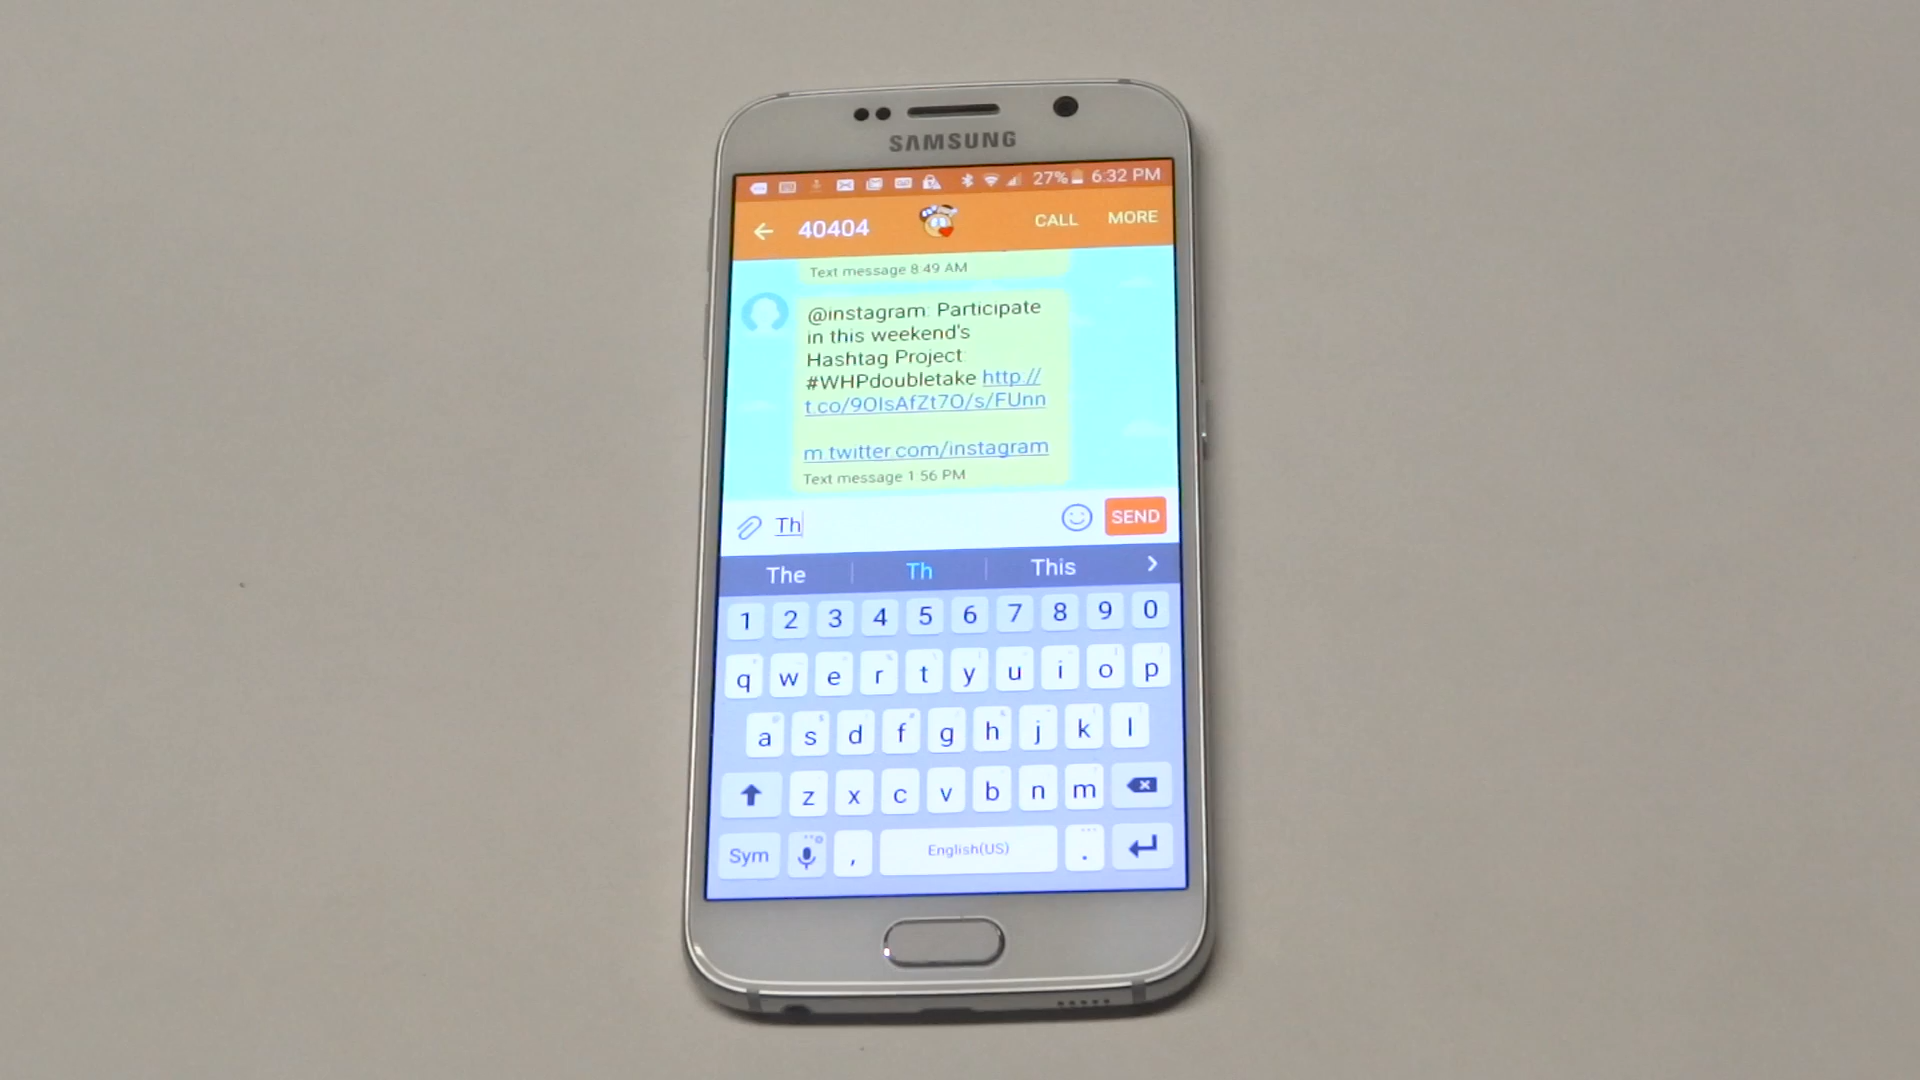 SAMSUNG
27% 6:32 PM
40404 CALL MORE
Text message 8:49 AM
@instagram: Participate
in this weekend's
Hashtag Project:
#WHPdoubletake http://
t.co/9OIsAfZt7O/s/FUnn
m.twitter.com/instagram
Text message 1:56 PM
Th SEND
The Th This
1 2 3 4 5 6 7 8 9 0
q w e r t y u i o p
a s d f g h j k l
z x c v b n m
Sym , English(US) .